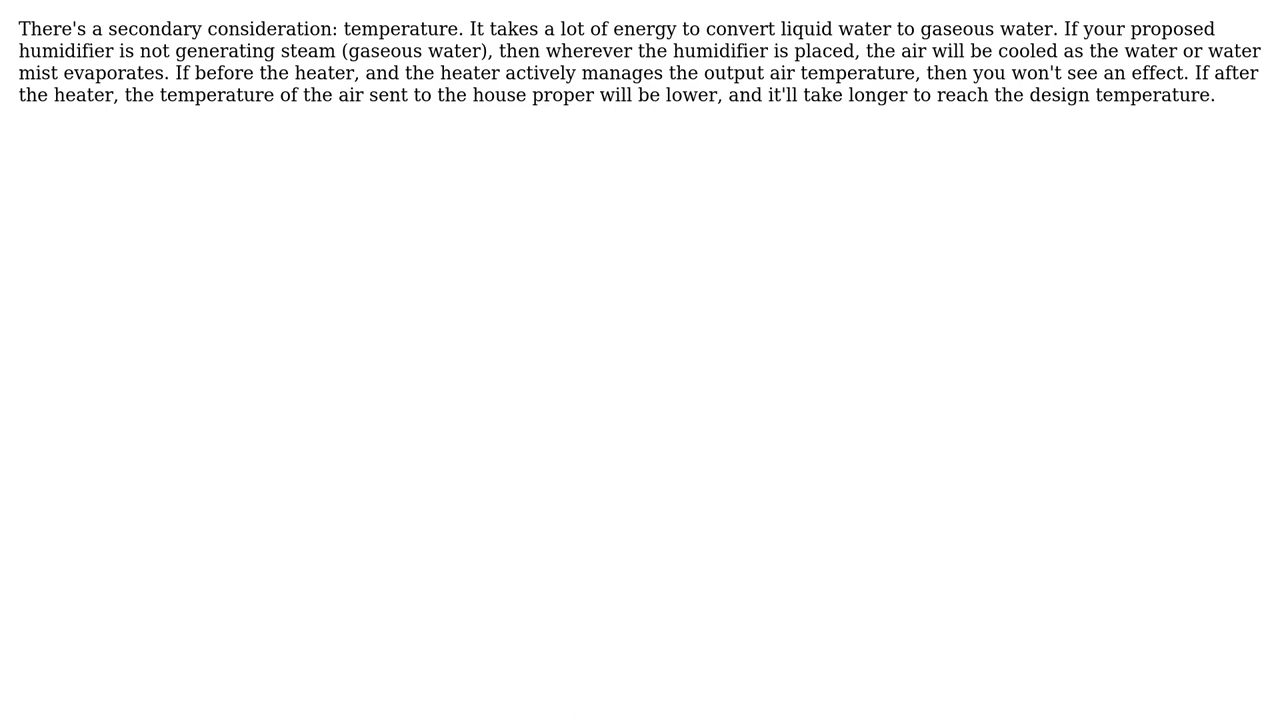 There's a secondary consideration: temperature. It takes a lot of energy to convert liquid water to gaseous water. If your proposed
humidifier is not generating steam (gaseous water), then wherever the humidifier is placed, the air will be cooled as the water or water
mist evaporates. If before the heater, and the heater actively manages the output air temperature, then you won't see an effect. If after
the heater, the temperature of the air sent to the house proper will be lower, and it'll take longer to reach the design temperature.